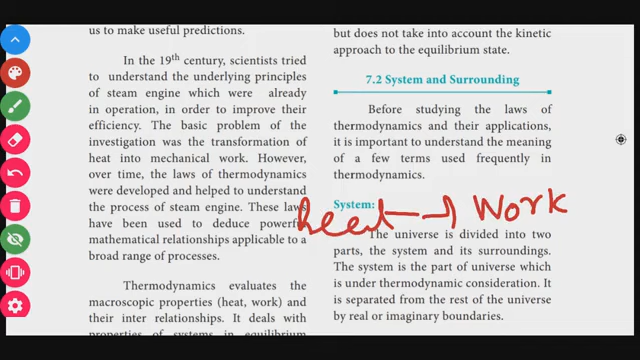 us to make useful predictions.
In the 19th century, scientists tried
to understand the underlying principles
of steam engine which were already
in operation, in order to improve their
efficiency. The basic problem of the
investigation was the transformation of
heat into mechanical work. However,
over time, the laws of thermodynamics
were developed and helped to understand
the process of steam engine. These laws
have been used to deduce powerful
mathematical relationships applicable to a
broad range of processes.
Thermodynamics evaluates the
macroscopic properties (heat, work) and
their inter relationships. It deals with
properties of systems in equilibrium
but does not take into account the kinetic
approach to the equilibrium state.
7.2 System and Surrounding
Before studying the laws of
thermodynamics and their applications,
it is important to understand the meaning
of a few terms used frequently in
thermodynamics.
System:
heat → Work
The universe is divided into two
parts, the system and its surroundings.
The system is the part of universe which
is under thermodynamic consideration. It
is separated from the rest of the universe
by real or imaginary boundaries.